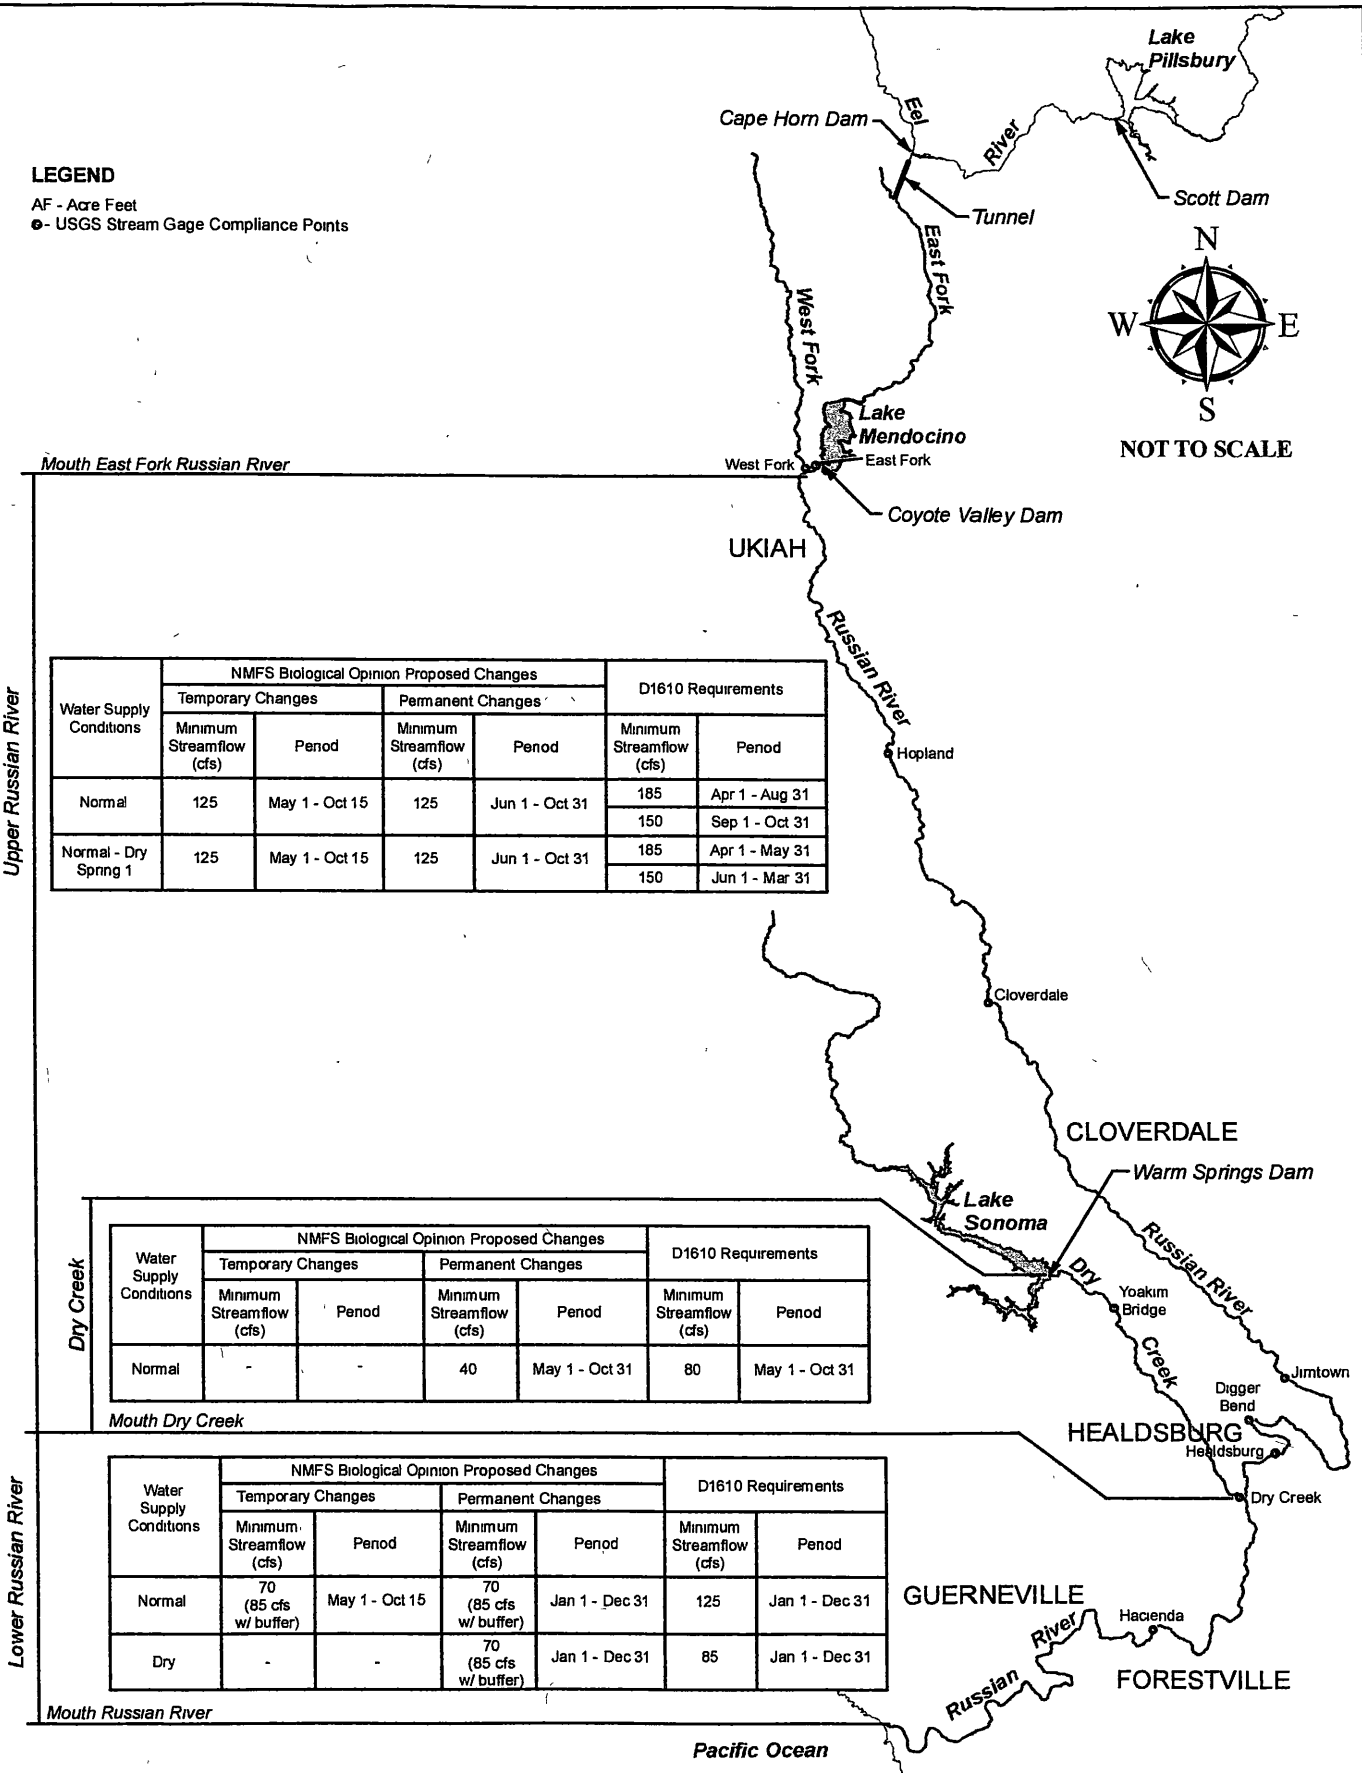 Lake
Pillsbury
Eel
River
Cape Horn Dam
Scott Dam
Tunnel
LEGEND
AF - Acre Feet
- USGS Stream Gage Compliance Points
N
W
E
S
NOT TO SCALE
East Fork
West Fork
Lake
Mendocino
East Fork
West Fork
Mouth East Fork Russian River
Coyote Valley Dam
UKIAH
Russian River
Hopland
Upper Russian River
Water Supply
Conditions
NMFS Biological Opinion Proposed Changes
D1610 Requirements
Temporary Changes
Permanent Changes
Minimum
Streamflow
(cfs)
Period
Minimum
Streamflow
(cfs)
Period
Minimum
Streamflow
(cfs)
Period
Normal
125
May 1 - Oct 15
125
Jun 1 - Oct 31
185
Apr 1 - Aug 31
150
Sep 1 - Oct 31
Normal - Dry
Spring 1
125
May 1 - Oct 15
125
Jun 1 - Oct 31
185
Apr 1 - May 31
150
Jun 1 - Mar 31
Cloverdale
CLOVERDALE
Warm Springs Dam
Lake
Sonoma
Russian River
Dry
Creek
Yoakim
Bridge
Jimtown
Digger
Bend
HEALDSBURG
Healdsburg
Dry Creek
Dry Creek
Water
Supply
Conditions
NMFS Biological Opinion Proposed Changes
D1610 Requirements
Temporary Changes
Permanent Changes
Minimum
Streamflow
(cfs)
Period
Minimum
Streamflow
(cfs)
Period
Minimum
Streamflow
(cfs)
Period
Normal
-
-
40
May 1 - Oct 31
80
May 1 - Oct 31
Mouth Dry Creek
Lower Russian River
Water
Supply
Conditions
NMFS Biological Opinion Proposed Changes
D1610 Requirements
Temporary Changes
Permanent Changes
Minimum
Streamflow
(cfs)
Period
Minimum
Streamflow
(cfs)
Period
Minimum
Streamflow
(cfs)
Period
Normal
70
(85 cfs
w/ buffer)
May 1 - Oct 15
70
(85 cfs
w/ buffer)
Jan 1 - Dec 31
125
Jan 1 - Dec 31
Dry
-
-
70
(85 cfs
w/ buffer)
Jan 1 - Dec 31
85
Jan 1 - Dec 31
GUERNEVILLE
Hacienda
Russian River
FORESTVILLE
Mouth Russian River
Pacific Ocean